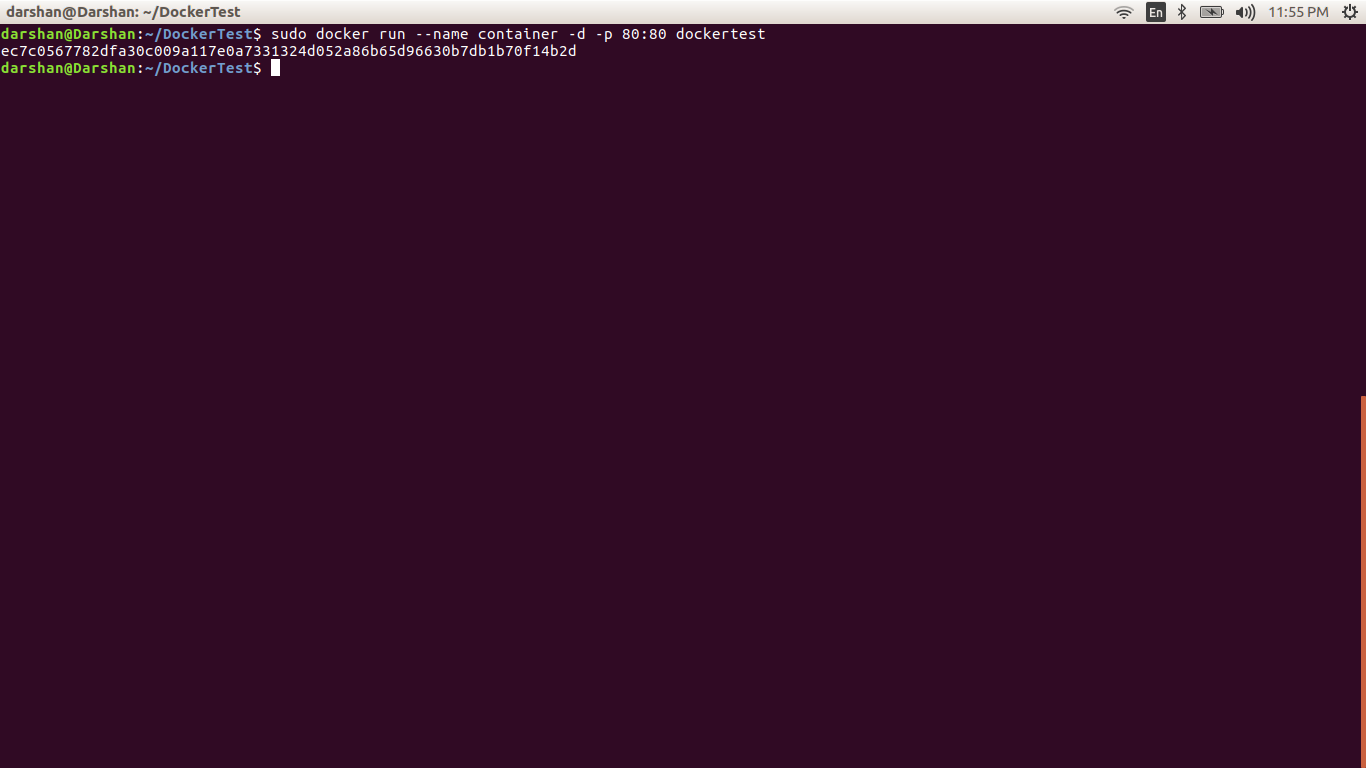 darshan@Darshan: ~/DockerTest
En
11:55 PM
darshan@Darshan:~/DockerTest$ sudo docker run --name container -d -p 80:80 dockertest
ec7c0567782dfa30c009a117e0a7331324d052a86b65d96630b7db1b70f14b2d
darshan@Darshan:~/DockerTest$